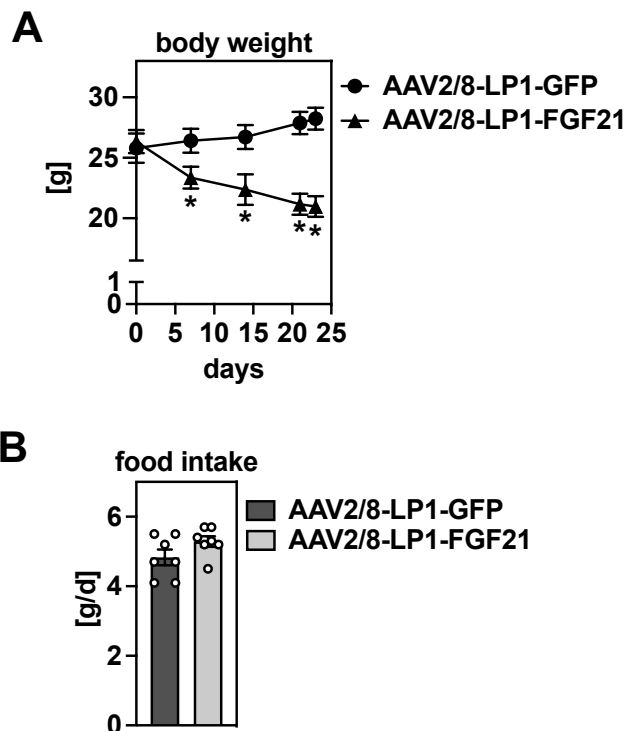 A
body weight
30
25
20
1
0
[g]
0 5 10 15 20 25
days
* * * *
AAV2/8-LP1-GFP
AAV2/8-LP1-FGF21
B
food intake
6
4
2
0
[g/d]
AAV2/8-LP1-GFP
AAV2/8-LP1-FGF21